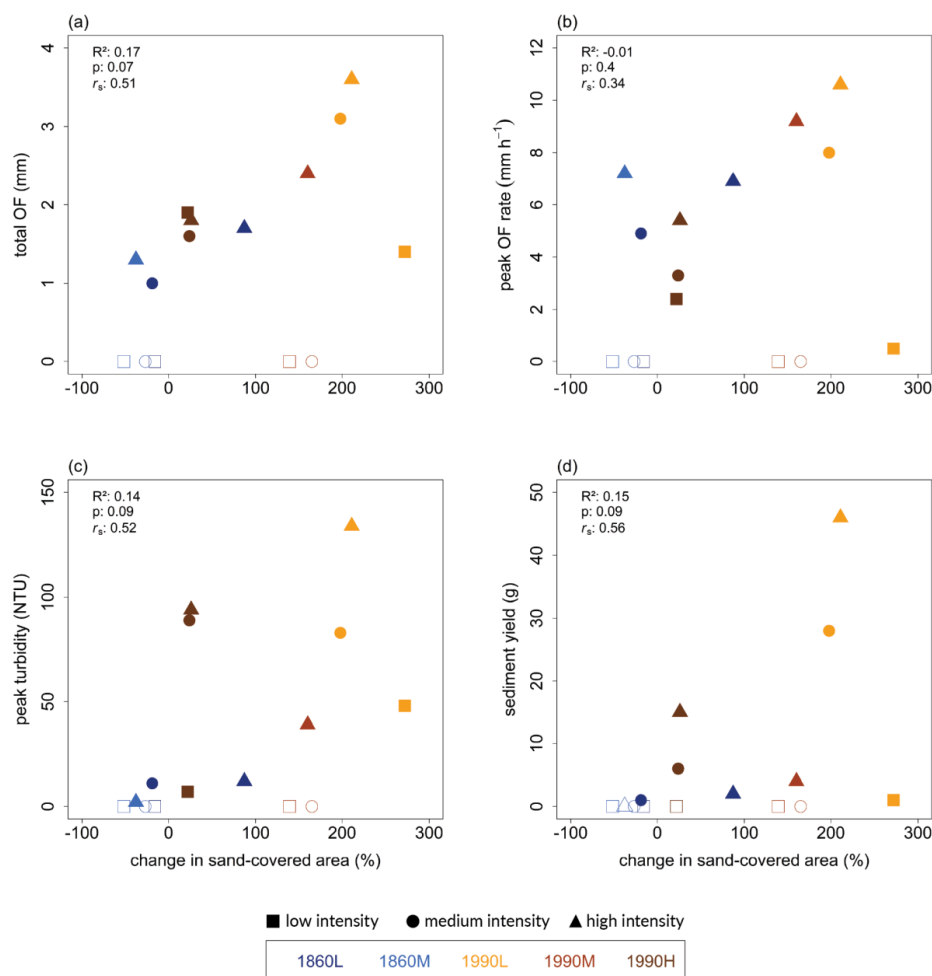 (a)
R²: 0.17
p: 0.07
rs: 0.51
total OF (mm)
4
3
2
1
0
-100 0 100 200 300
(b)
R²: -0.01
p: 0.4
rs: 0.34
peak OF rate (mm h⁻¹)
12
10
8
6
4
2
0
-100 0 100 200 300
(c)
R²: 0.14
p: 0.09
rs: 0.52
peak turbidity (NTU)
150
100
50
0
-100 0 100 200 300
change in sand-covered area (%)
(d)
R²: 0.15
p: 0.09
rs: 0.56
sediment yield (g)
50
40
30
20
10
0
-100 0 100 200 300
change in sand-covered area (%)
low intensity medium intensity high intensity
1860L 1860M 1990L 1990M 1990H